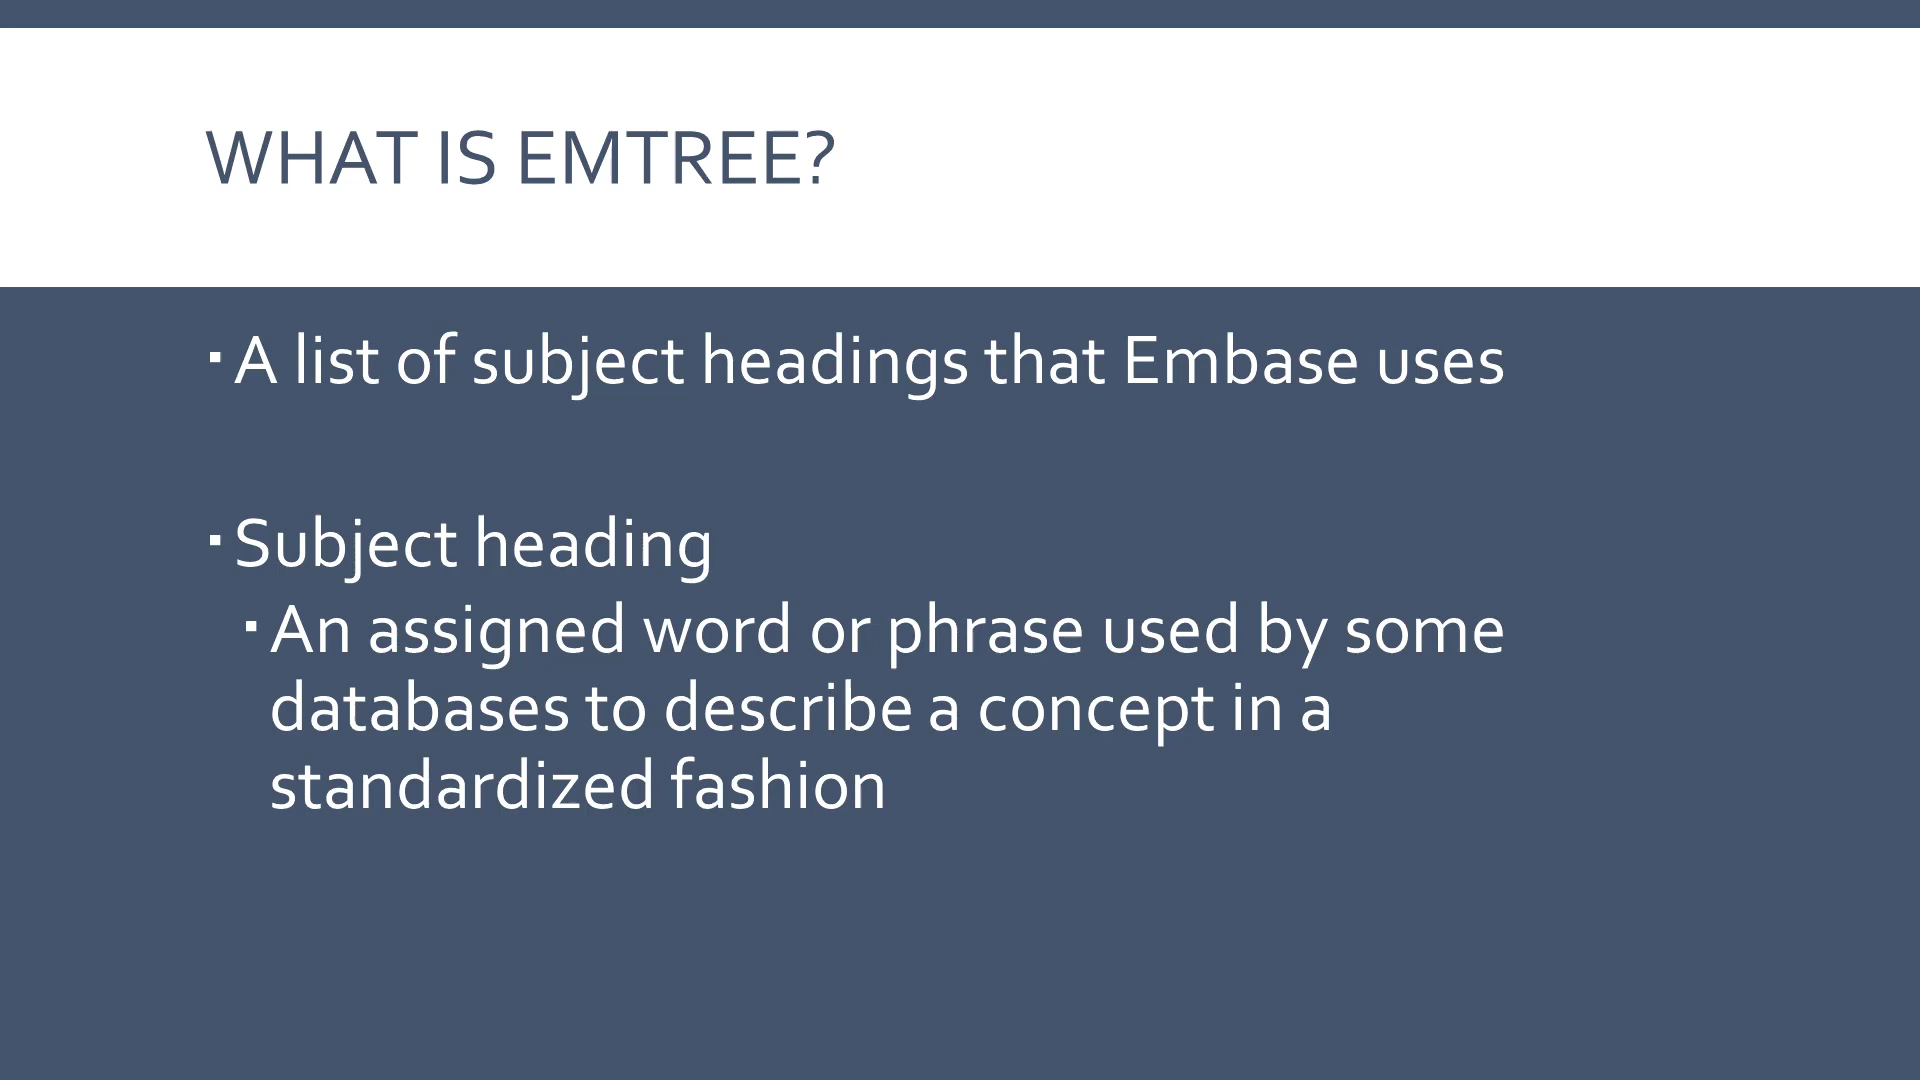 WHAT IS EMTREE?
▪ A list of subject headings that Embase uses
▪ Subject heading
▪ An assigned word or phrase used by some
databases to describe a concept in a
standardized fashion